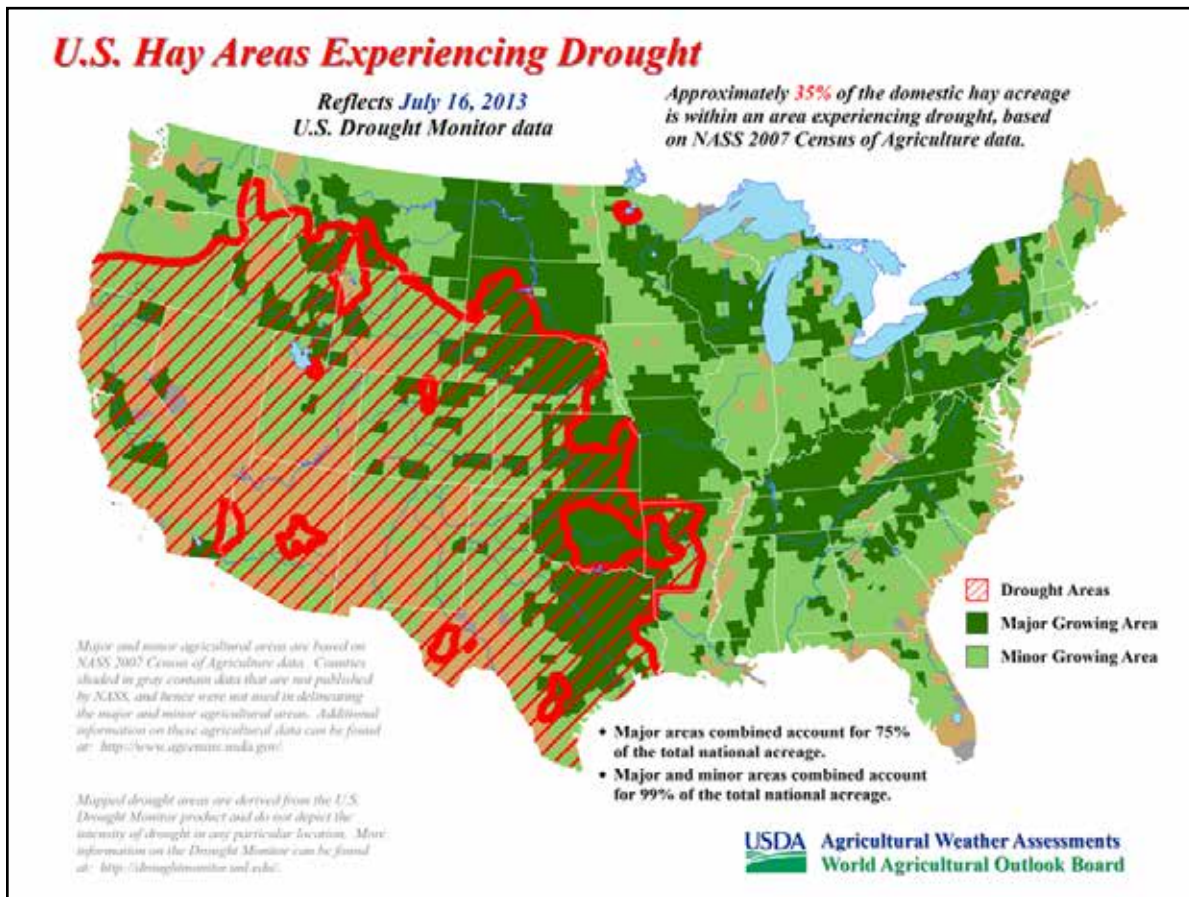 U.S. Hay Areas Experiencing Drought
Reflects July 16, 2013
U.S. Drought Monitor data
Approximately 35% of the domestic hay acreage
is within an area experiencing drought, based
on NASS 2007 Census of Agriculture data.
Drought Areas
Major Growing Area
Minor Growing Area
Major and minor agricultural areas are based on
NASS 2007 Census of Agriculture data. Counties
shaded in gray contain data that are not published
by NASS, and hence were not used in delineating
the major and minor agricultural areas. Additional
information on these agricultural data can be found
at: http://www.agcensus.usda.gov/.
• Major areas combined account for 75%
of the total national acreage.
• Major and minor areas combined account
for 99% of the total national acreage.
Mapped drought areas are derived from the U.S.
Drought Monitor product and do not depict the
intensity of drought in any particular location. More
information on the Drought Monitor can be found
at: http://droughtmonitor.unl.edu/.
USDA Agricultural Weather Assessments
World Agricultural Outlook Board